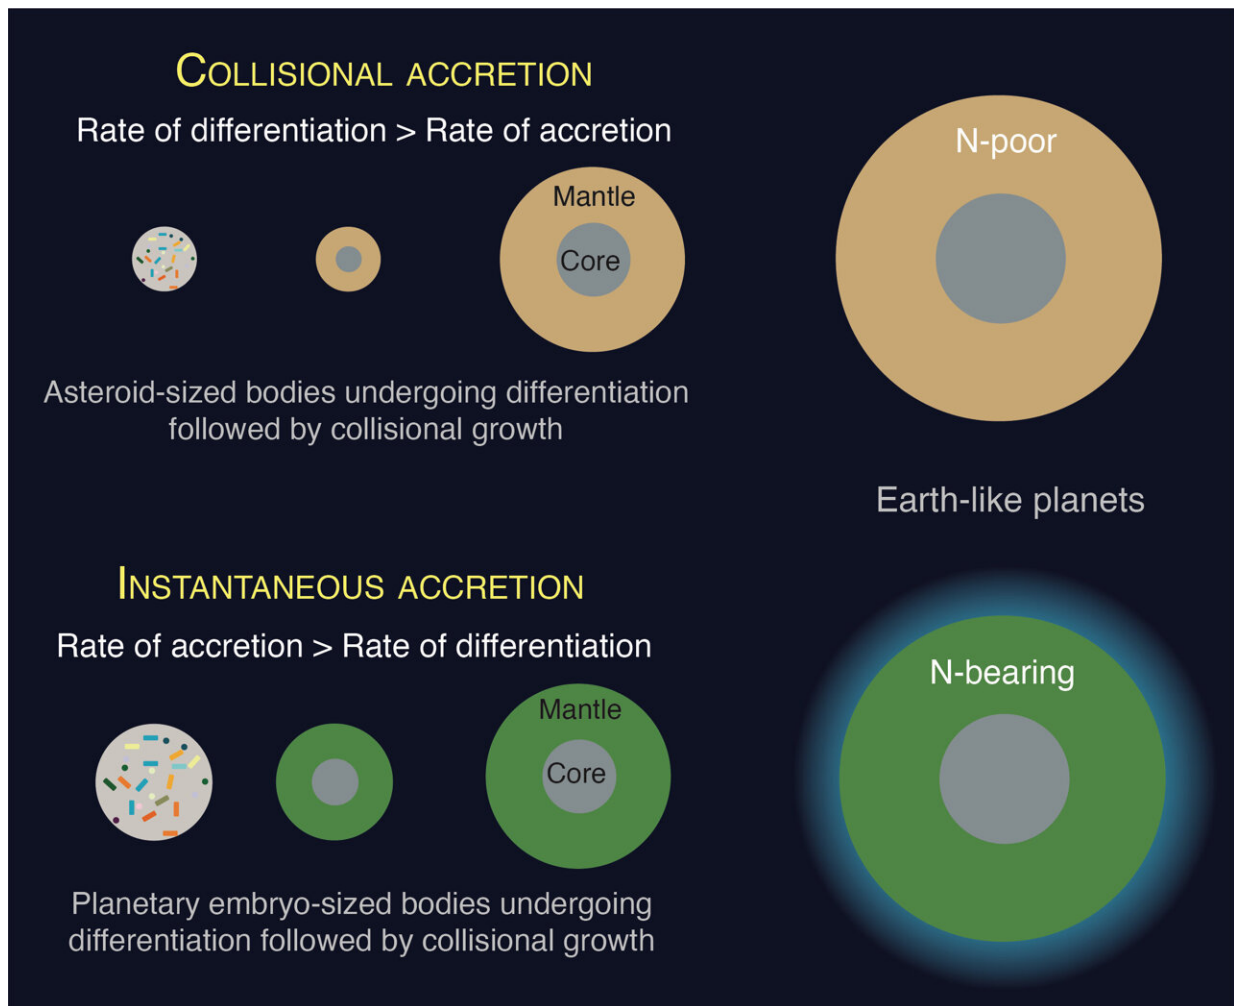 COLLISIONAL ACCRETION
Rate of differentiation > Rate of accretion
Mantle
Core
N-poor
Asteroid-sized bodies undergoing differentiation
followed by collisional growth
Earth-like planets
INSTANTANEOUS ACCRETION
Rate of accretion > Rate of differentiation
Mantle
Core
N-bearing
Planetary embryo-sized bodies undergoing
differentiation followed by collisional growth